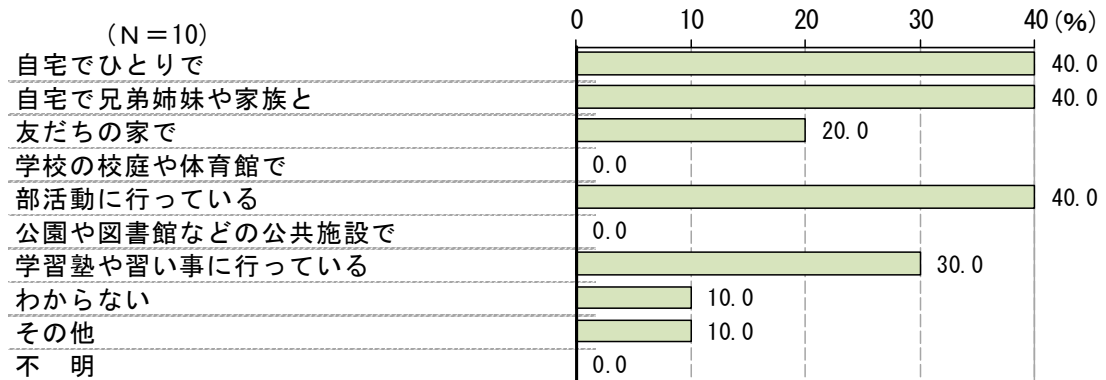 0 10 20 30 40 (%)
(N=10)
自宅でひとりで 40.0
自宅で兄弟姉妹や家族と 40.0
友だちの家で 20.0
学校の校庭や体育館で 0.0
部活動に行っている 40.0
公園や図書館などの公共施設で 0.0
学習塾や習い事に行っている 30.0
わからない 10.0
その他 10.0
不 明 0.0